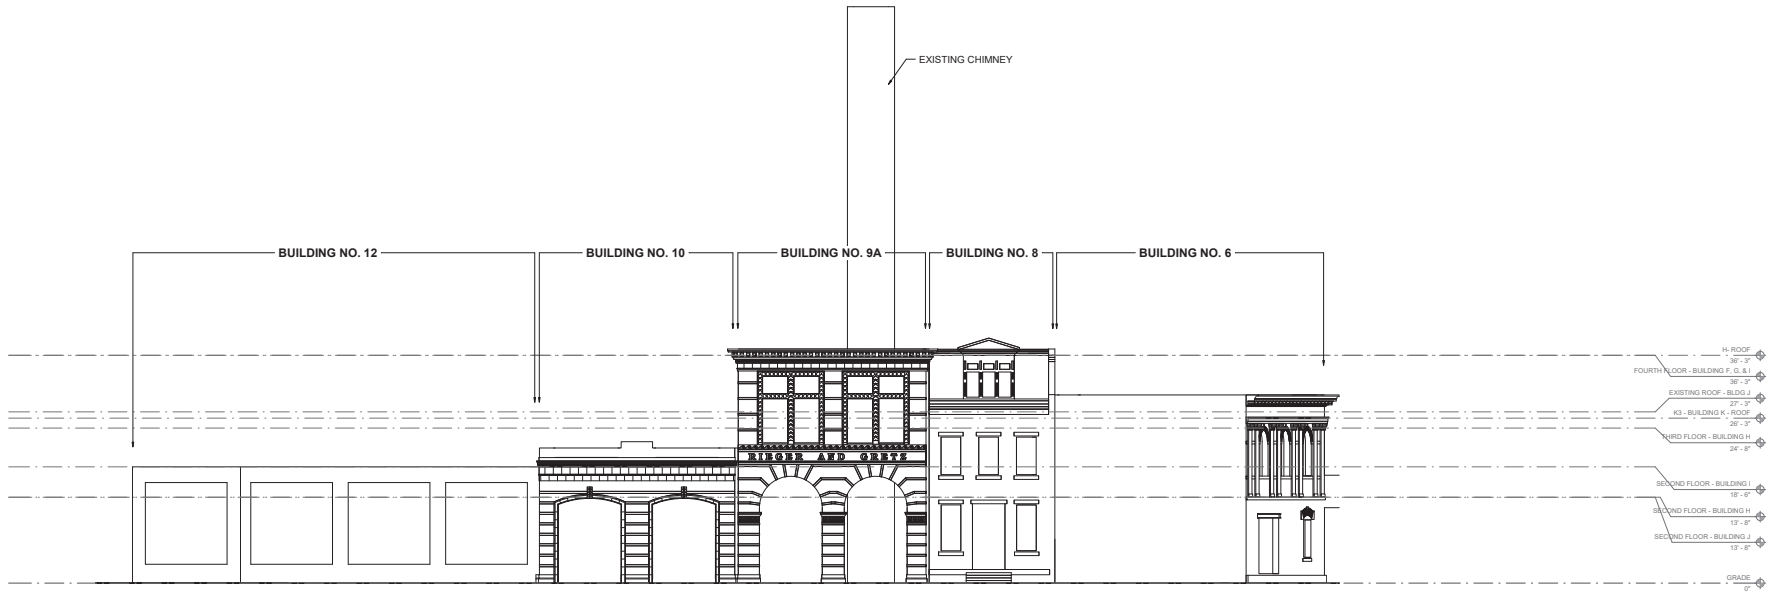 EXISTING CHIMNEY
BUILDING NO. 12
BUILDING NO. 10
BUILDING NO. 9A
BUILDING NO. 8
BUILDING NO. 6
RIEGER AND GRETZ
H- ROOF
36' - 3"
FOURTH FLOOR - BUILDING F, G, & I
36' - 3"
EXISTING ROOF - BLDG J
27' - 3"
K3 - BUILDING K - ROOF
26' - 3"
THIRD FLOOR - BUILDING H
24' - 8"
SECOND FLOOR - BUILDING I
18' - 6"
SECOND FLOOR - BUILDING H
13' - 8"
SECOND FLOOR - BUILDING J
13' - 8"
GRADE
0"